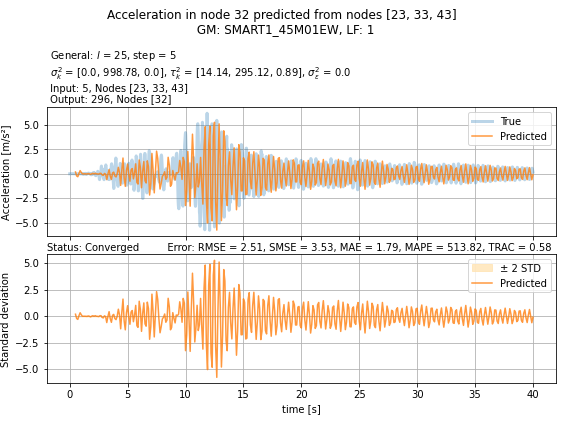 Acceleration in node 32 predicted from nodes [23, 33, 43]
GM: SMART1_45M01EW, LF: 1
General: l = 25, step = 5
σ²ₖ = [0.0, 998.78, 0.0], τ²ₖ = [14.14, 295.12, 0.89], σ²ε = 0.0
Input: 5, Nodes [23, 33, 43]
Output: 296, Nodes [32]
Acceleration [m/s²]
5.0
2.5
0.0
−2.5
−5.0
True
Predicted
Status: Converged Error: RMSE = 2.51, SMSE = 3.53, MAE = 1.79, MAPE = 513.82, TRAC = 0.58
Standard deviation
5.0
2.5
0.0
−2.5
−5.0
± 2 STD
Predicted
0 5 10 15 20 25 30 35 40
time [s]